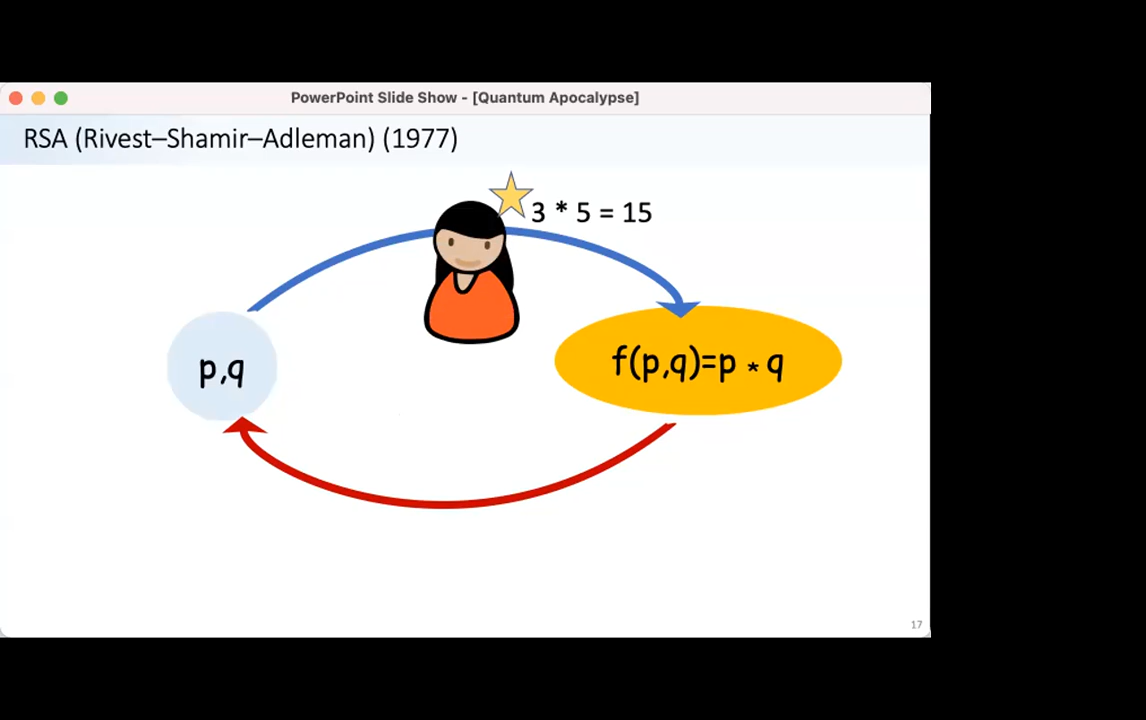 PowerPoint Slide Show - [Quantum Apocalypse]
RSA (Rivest–Shamir–Adleman) (1977)
3 * 5 = 15
p,q
f(p,q)=p * q
17